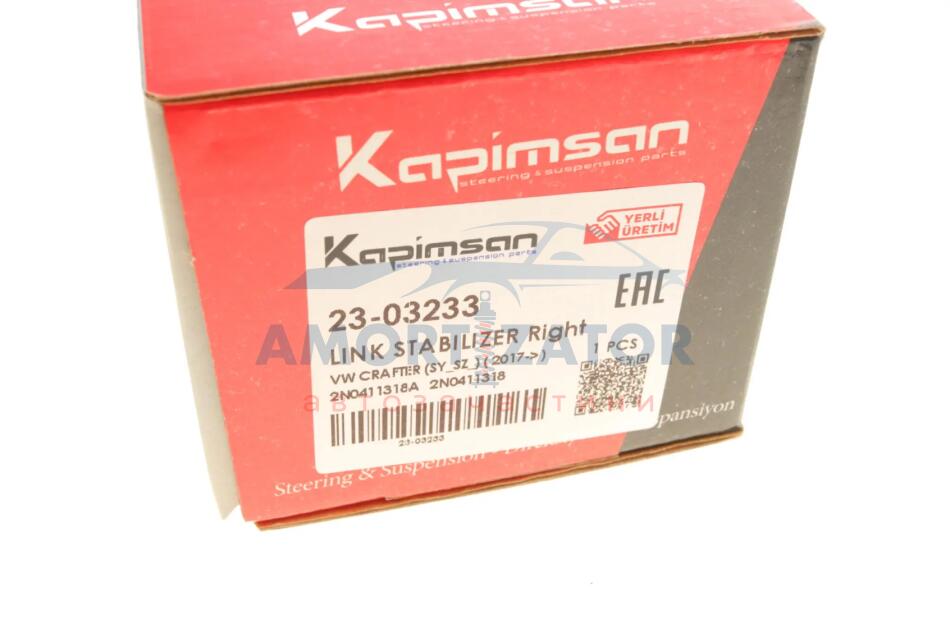 Kapimsan
steering & suspension parts
Kapimsan
steering & suspension parts
Kapimsan
steering & suspension parts
YERLİ
ÜRETİM
EAC
23-03233
AMORTIZATOR
LINK STABILIZER Right
1 PCS
VW CRAFTER (SY_SZ_) ( 2017-> )
2N0411318A 2N0411318
автозапчастини
23-03233
Steering & Suspension